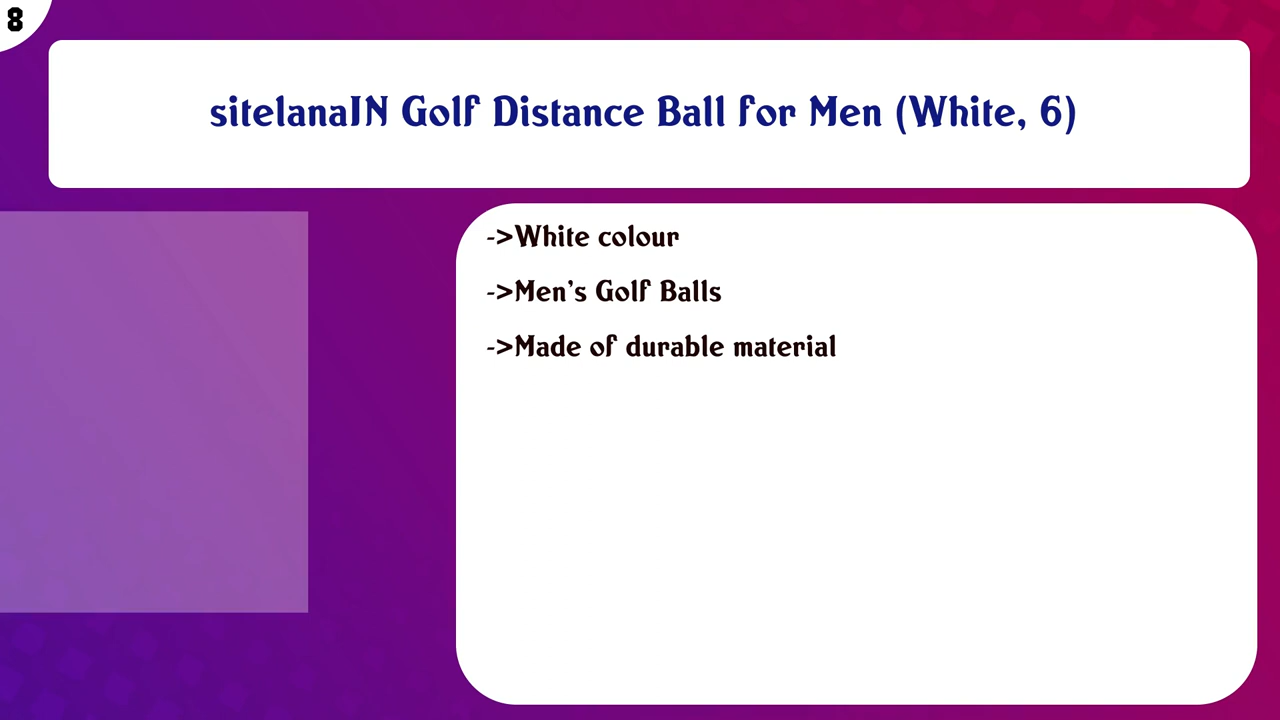 8
sitelanaIN Golf Distance Ball for Men (White, 6)
->White colour
->Men's Golf Balls
->Made of durable material